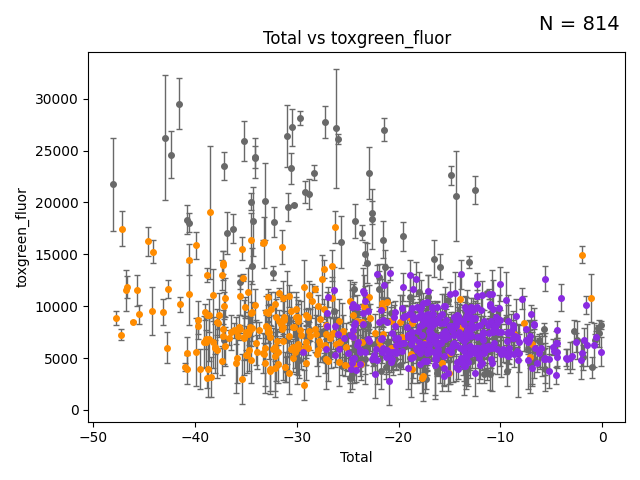 N = 814
Total vs toxgreen_fluor
30000
25000
20000
15000
10000
5000
0
toxgreen_fluor
−50 −40 −30 −20 −10 0
Total